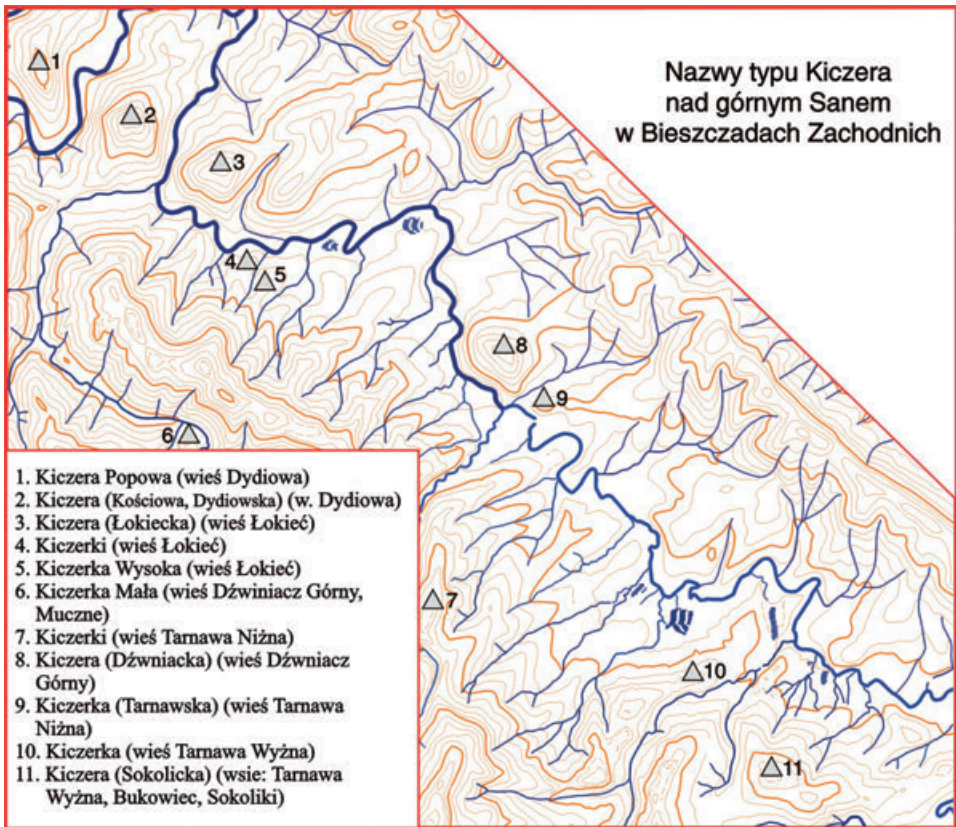 Nazwy typu Kiczera
nad górnym Sanem
w Bieszczadach Zachodnich
1
2
3
4
5
8
9
6
7
10
11
1. Kiczera Popowa (wieś Dydiowa)
2. Kiczera (Kościowa, Dydiowska) (w. Dydiowa)
3. Kiczera (Łokiecka) (wieś Łokieć)
4. Kiczerki (wieś Łokieć)
5. Kiczerka Wysoka (wieś Łokieć)
6. Kiczerka Mała (wieś Dźwiniacz Górny,
Muczne)
7. Kiczerki (wieś Tarnawa Niżna)
8. Kiczera (Dźwniacka) (wieś Dźwniacz
Górny)
9. Kiczerka (Tarnawska) (wieś Tarnawa
Niżna)
10. Kiczerka (wieś Tarnawa Wyżna)
11. Kiczera (Sokolicka) (wsie: Tarnawa
Wyżna, Bukowiec, Sokoliki)